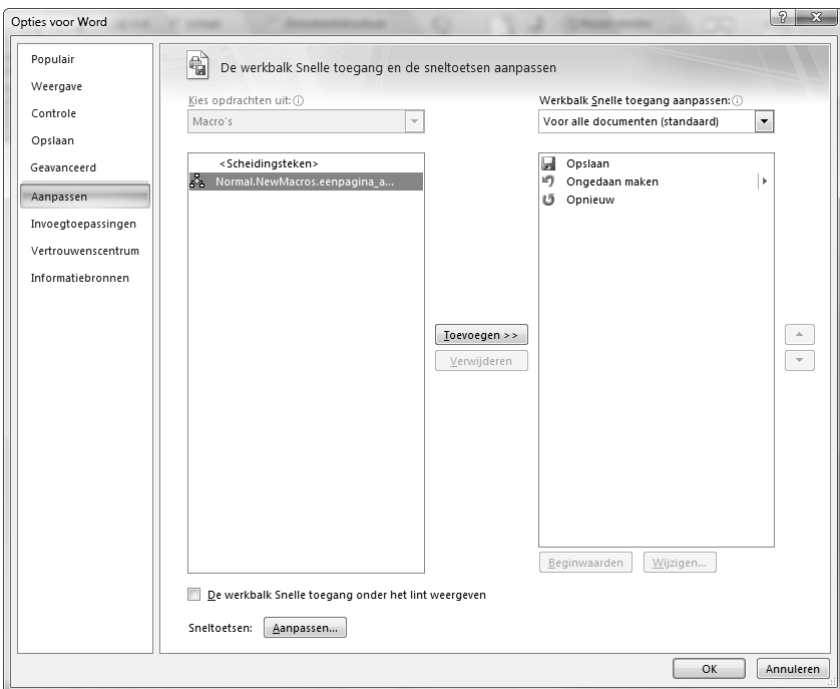 Opties voor Word
Populair
Weergave
Controle
Opslaan
Geavanceerd
Aanpassen
Invoegtoepassingen
Vertrouwenscentrum
Informatiebronnen
De werkbalk Snelle toegang en de sneltoetsen aanpassen
Kies opdrachten uit:
Macro's
<Scheidingsteken>
Normal.NewMacros.eenpagina_a...
Toevoegen >>
Verwijderen
Werkbalk Snelle toegang aanpassen:
Voor alle documenten (standaard)
Opslaan
Ongedaan maken
Opnieuw
Beginwaarden
Wijzigen...
De werkbalk Snelle toegang onder het lint weergeven
Sneltoetsen:
Aanpassen...
OK
Annuleren